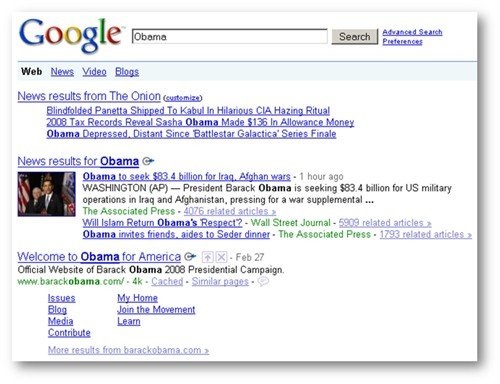 Google Obama Search Advanced Search
Preferences
Web News Video Blogs
News results from The Onion (customize)
Blindfolded Panetta Shipped To Kabul In Hilarious CIA Hazing Ritual
2008 Tax Records Reveal Sasha Obama Made $136 In Allowance Money
Obama Depressed, Distant Since 'Battlestar Galactica' Series Finale
News results for Obama
Obama to seek $83.4 billion for Iraq, Afghan wars - 1 hour ago
WASHINGTON (AP) — President Barack Obama is seeking $83.4 billion for US military
operations in Iraq and Afghanistan, pressing for a war supplemental ...
The Associated Press - 4076 related articles »
Will Islam Return Obama's 'Respect'? - Wall Street Journal - 5909 related articles »
Obama invites friends, aides to Seder dinner - The Associated Press - 1793 related articles »
Welcome to Obama for America - Feb 27
Official Website of Barack Obama 2008 Presidential Campaign.
www.barackobama.com/ - 4k - Cached - Similar pages -
Issues My Home
Blog Join the Movement
Media Learn
Contribute
More results from barackobama.com »